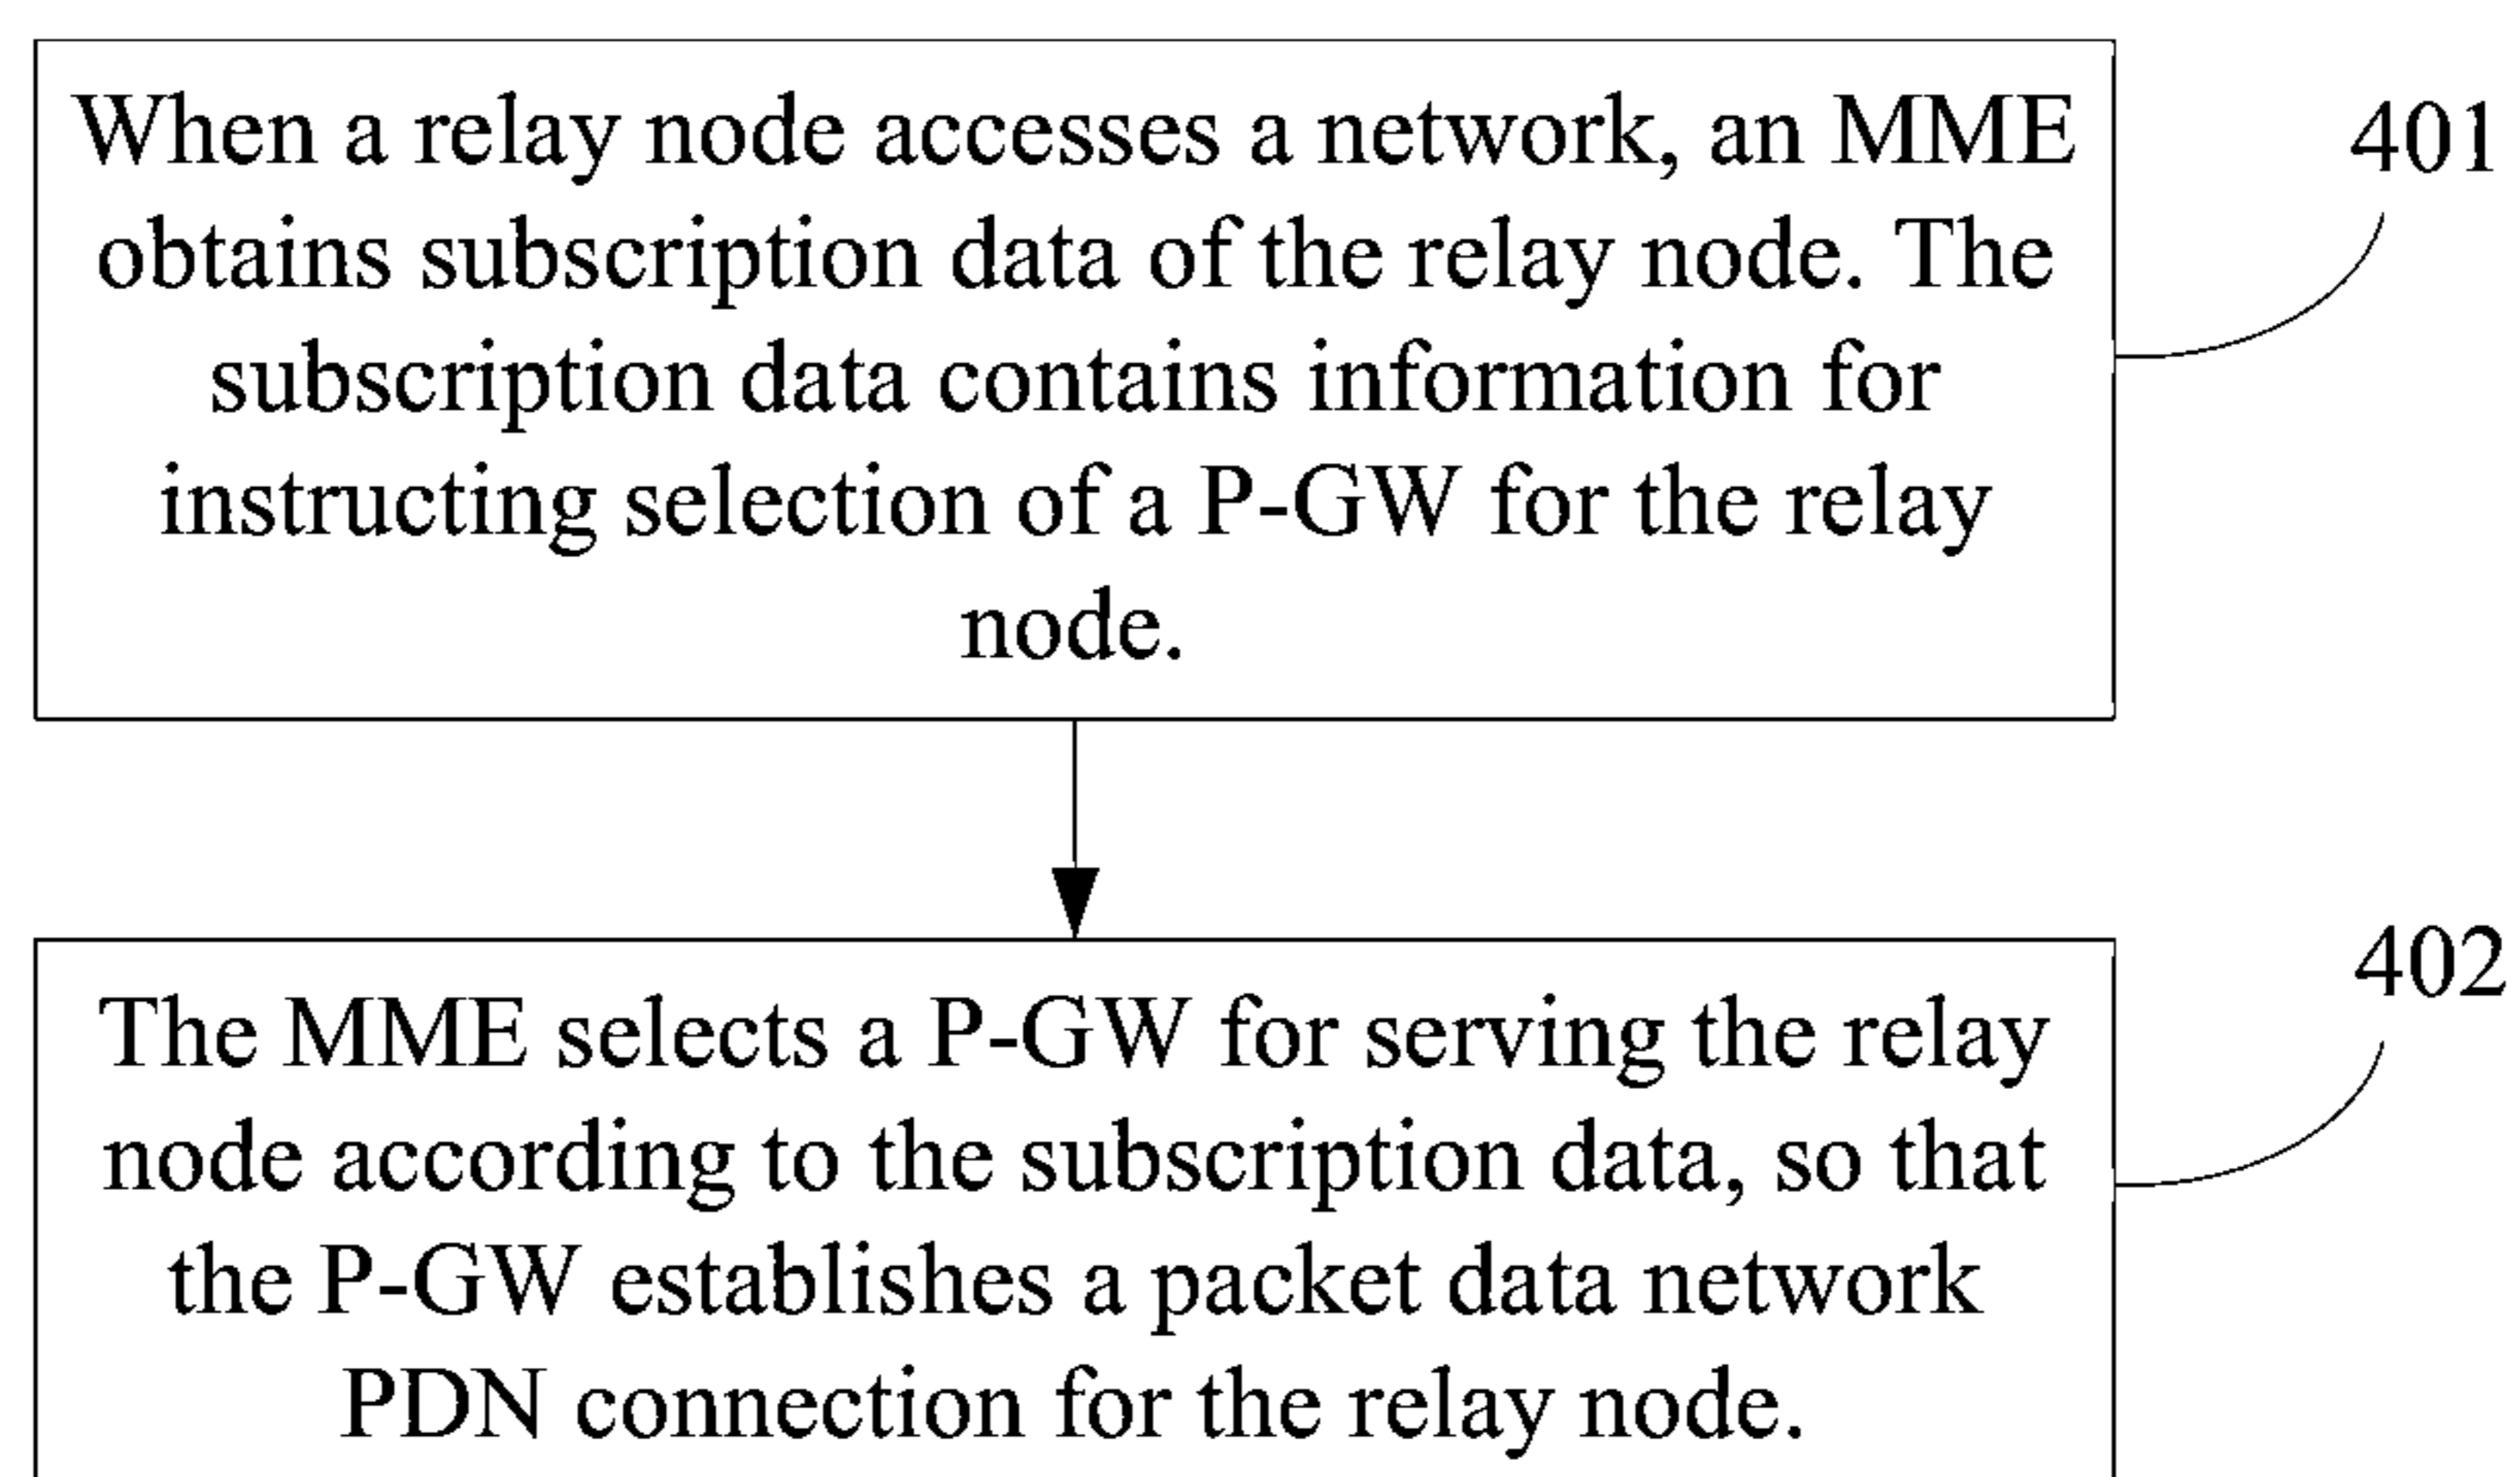 When a relay node accesses a network, an MME
obtains subscription data of the relay node. The
subscription data contains information for
instructing selection of a P-GW for the relay
node.
401
The MME selects a P-GW for serving the relay
node according to the subscription data, so that
the P-GW establishes a packet data network
PDN connection for the relay node.
402